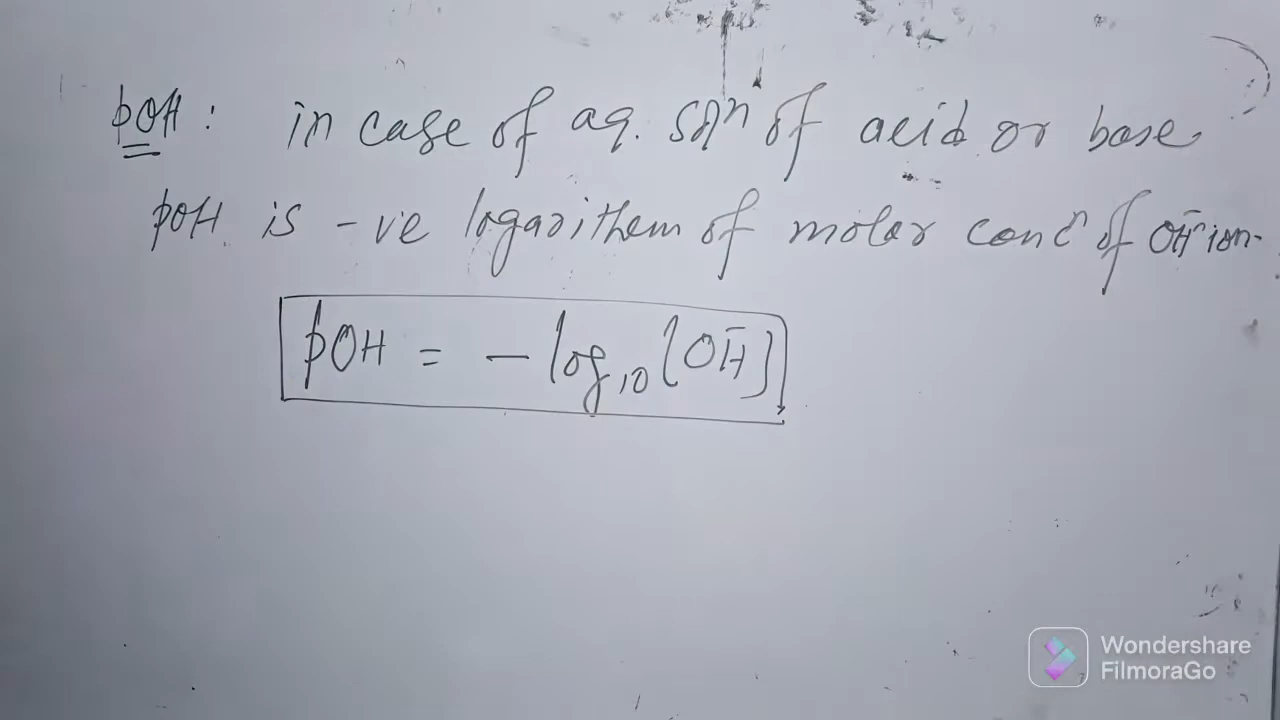 pOH : in case of aq. solⁿ of acid or base
pOH is -ve logarithem of molar concⁿ of OH⁻ ion.
pOH = - log₁₀ [OH⁻]
Wondershare
FilmoraGo